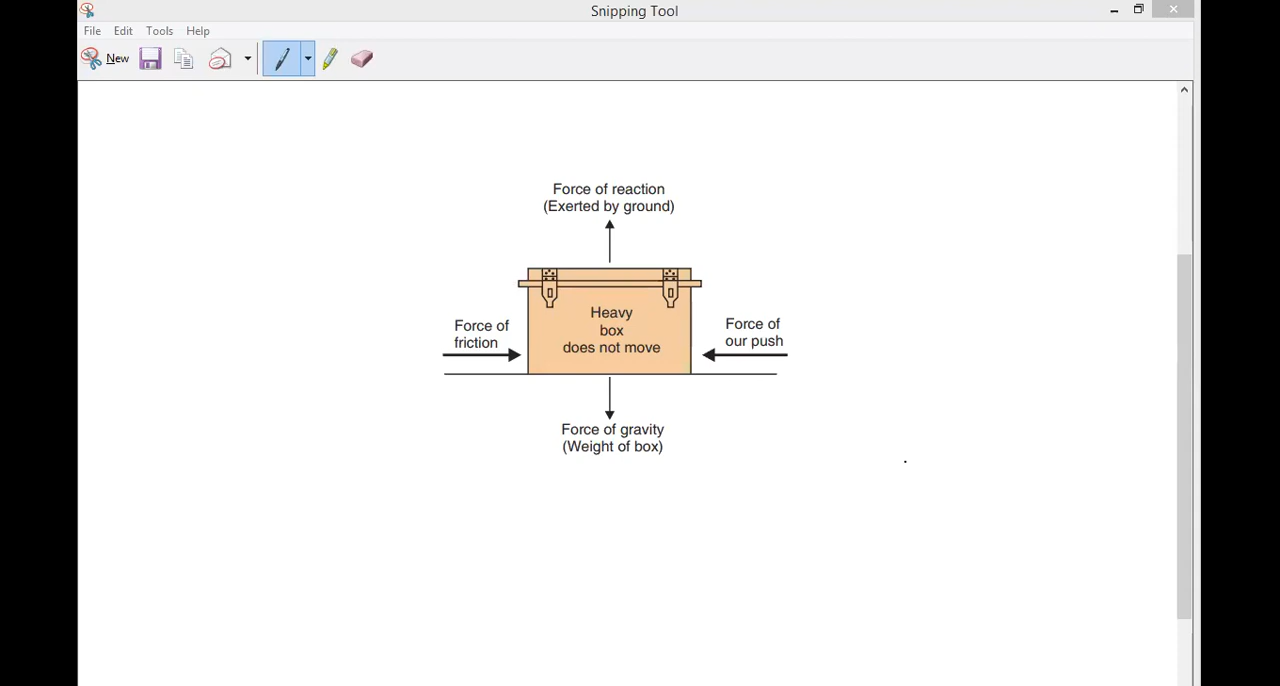 Snipping Tool
File Edit Tools Help
New
Force of reaction
(Exerted by ground)
Heavy
box
does not move
Force of
friction
Force of
our push
Force of gravity
(Weight of box)